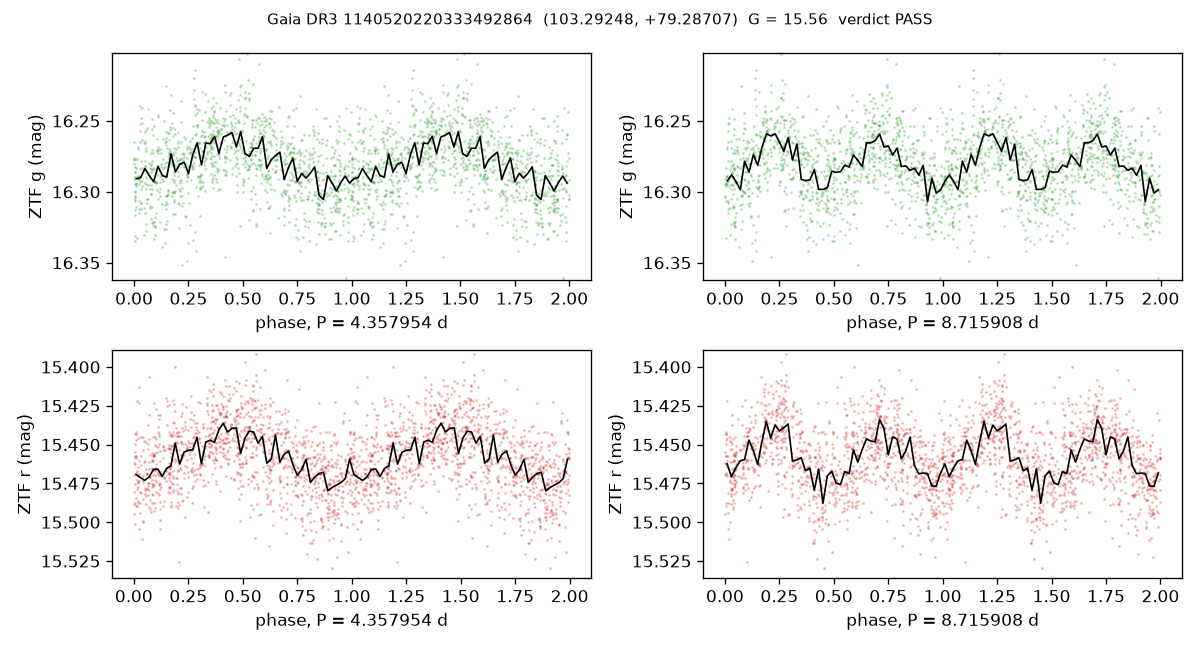 Gaia DR3 1140520220333492864 (103.29248, +79.28707) G = 15.56 verdict PASS
ZTF g (mag)
16.25
16.30
16.35
0.00 0.25 0.50 0.75 1.00 1.25 1.50 1.75 2.00
phase, P = 4.357954 d
ZTF g (mag)
16.25
16.30
16.35
0.00 0.25 0.50 0.75 1.00 1.25 1.50 1.75 2.00
phase, P = 8.715908 d
ZTF r (mag)
15.400
15.425
15.450
15.475
15.500
15.525
0.00 0.25 0.50 0.75 1.00 1.25 1.50 1.75 2.00
phase, P = 4.357954 d
ZTF r (mag)
15.400
15.425
15.450
15.475
15.500
15.525
0.00 0.25 0.50 0.75 1.00 1.25 1.50 1.75 2.00
phase, P = 8.715908 d